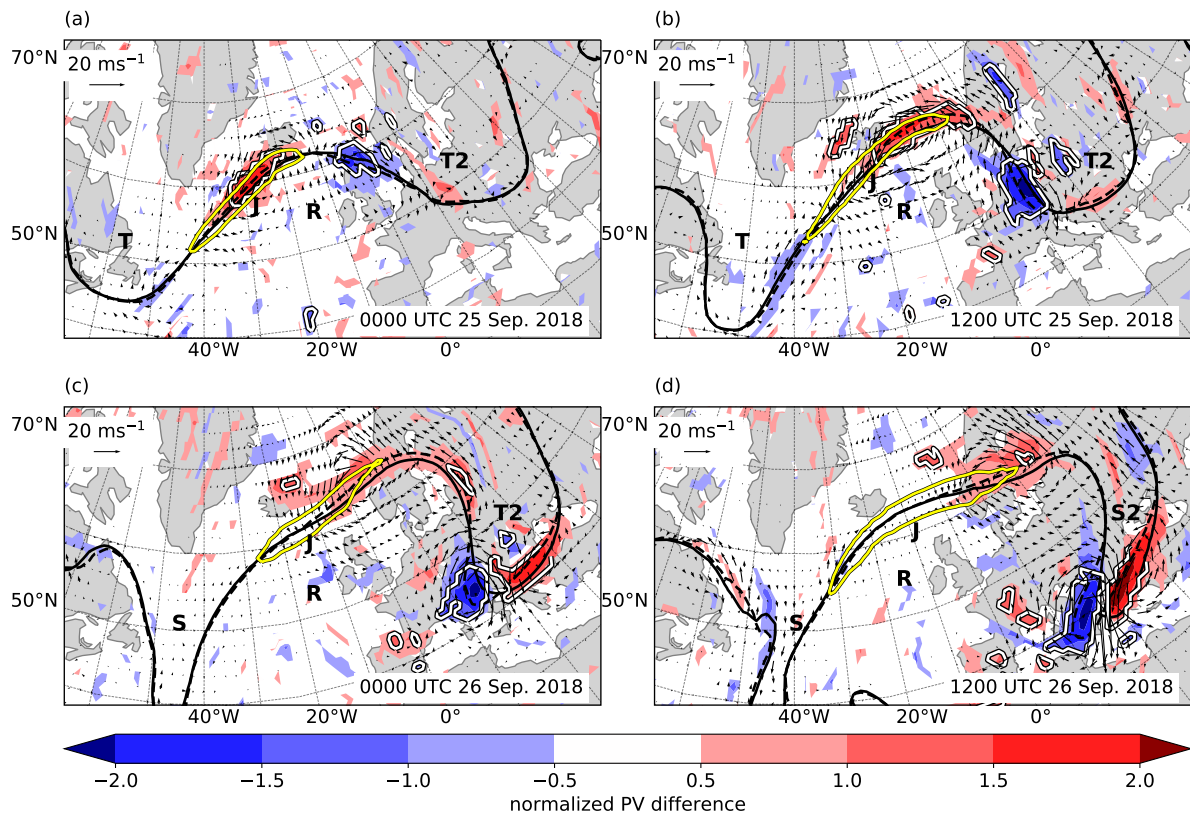 (a)
(b)
70°N
20 ms⁻¹
20 ms⁻¹
T2
T2
J
R
J
R
T
T
50°N
0000 UTC 25 Sep. 2018
1200 UTC 25 Sep. 2018
40°W 20°W 0°
40°W 20°W 0°
(c)
(d)
70°N
20 ms⁻¹
20 ms⁻¹
T2
S2
J
J
R
R
50°N
S
S
0000 UTC 26 Sep. 2018
1200 UTC 26 Sep. 2018
40°W 20°W 0°
40°W 20°W 0°
70°N
50°N
70°N
50°N
−2.0 −1.5 −1.0 −0.5 0.5 1.0 1.5 2.0
normalized PV difference